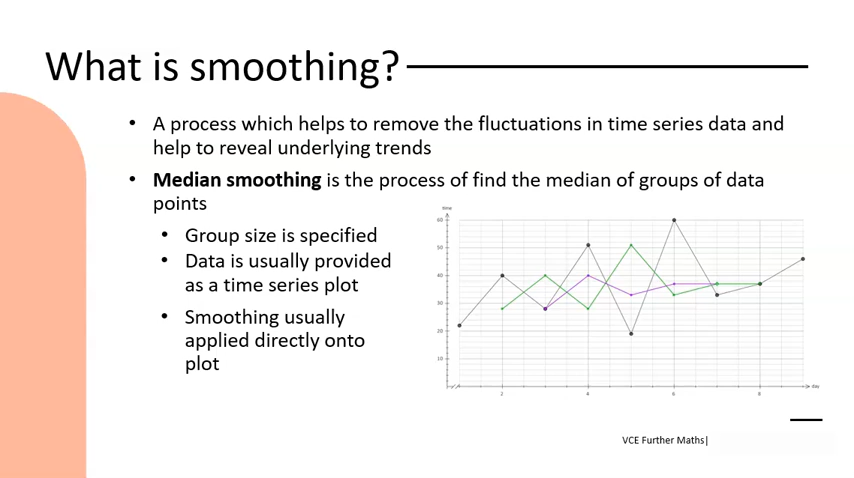 What is smoothing?
• A process which helps to remove the fluctuations in time series data and
help to reveal underlying trends
• Median smoothing is the process of find the median of groups of data
points
• Group size is specified
• Data is usually provided
as a time series plot
• Smoothing usually
applied directly onto
plot
time
60
50
40
30
20
10
2 4 6 8 day
VCE Further Maths|